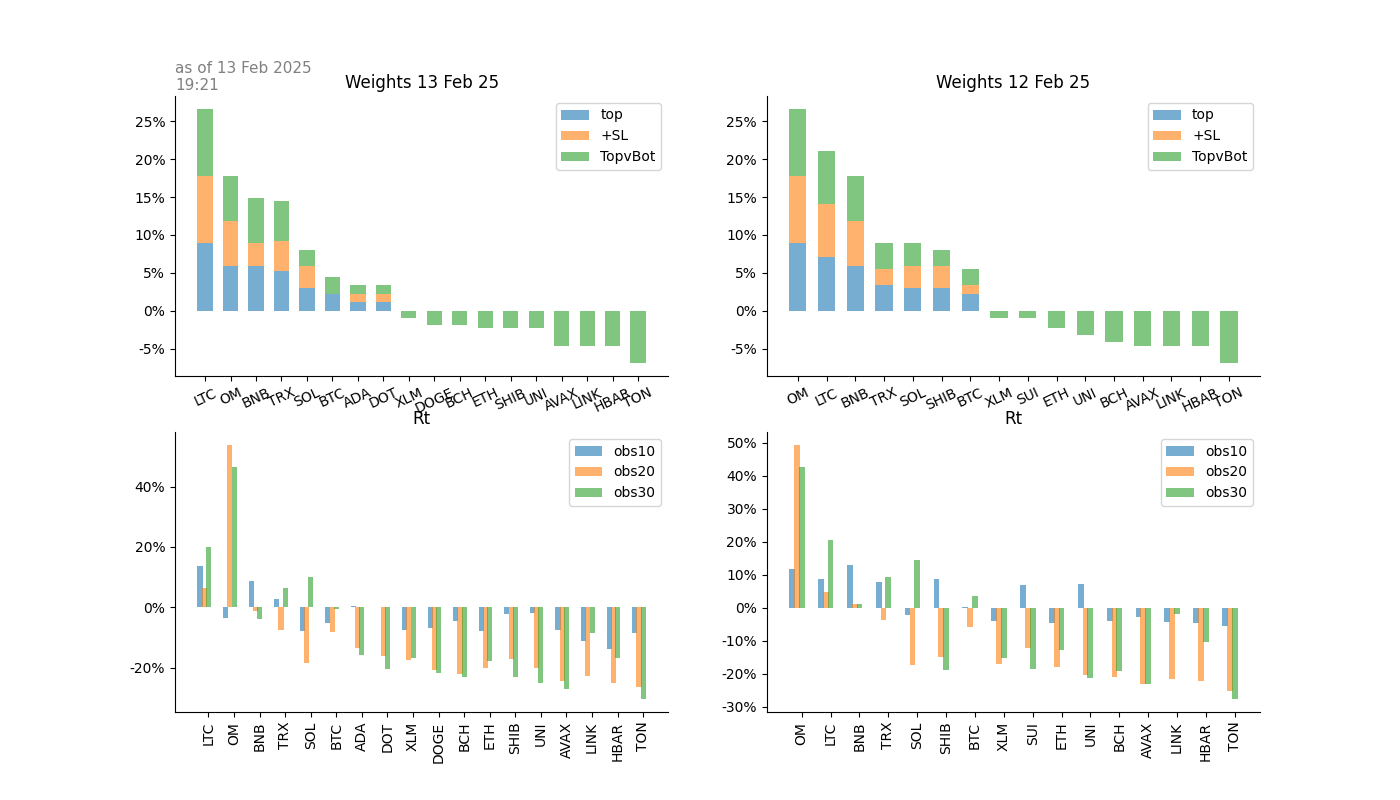 as of 13 Feb 2025
19:21
Weights 13 Feb 25
25%
20%
15%
10%
5%
0%
-5%
top
+SL
TopvBot
LTC OM BNB TRX SOL BTC ADA DOT XLM DOGE BCH ETH SHIB UNI AVAX LINK HBAR TON
Weights 12 Feb 25
25%
20%
15%
10%
5%
0%
-5%
top
+SL
TopvBot
OM LTC BNB TRX SOL SHIB BTC XLM SUI ETH UNI BCH AVAX LINK HBAR TON
Rt
40%
20%
0%
-20%
obs10
obs20
obs30
LTC OM BNB TRX SOL BTC ADA DOT XLM DOGE BCH ETH SHIB UNI AVAX LINK HBAR TON
Rt
50%
40%
30%
20%
10%
0%
-10%
-20%
-30%
obs10
obs20
obs30
OM LTC BNB TRX SOL SHIB BTC XLM SUI ETH UNI BCH AVAX LINK HBAR TON